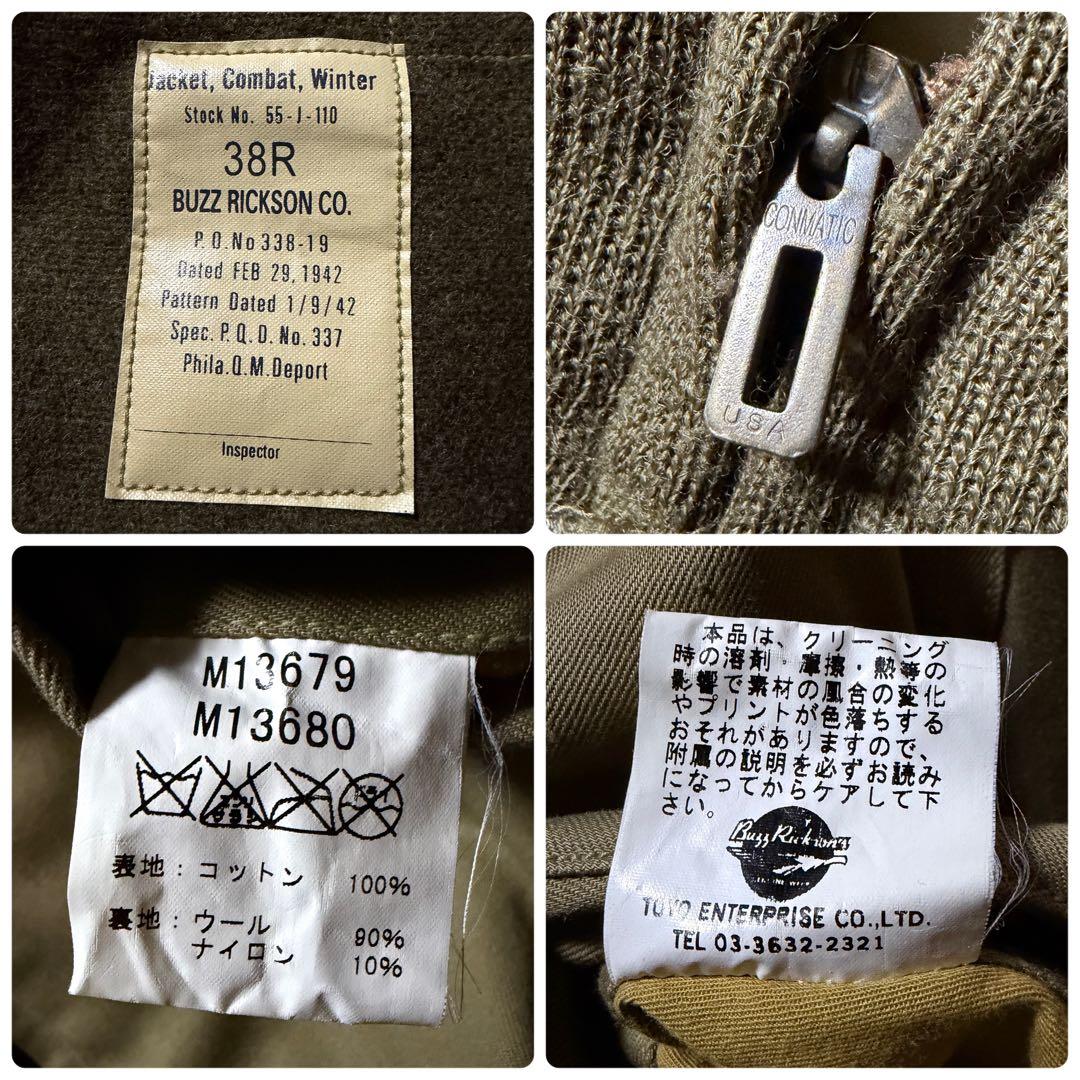 Jacket, Combat, Winter
Stock No. 55-J-110
38R
BUZZ RICKSON CO.
P.O.No 338-19
Dated FEB 29, 1942
Pattern Dated 1/9/42
Spec. P.Q.D. No. 337
Phila.Q.M.Deport
Inspector
CONMATIC
USA
M13679
M13680
表地：コットン 100%
裏地：ウール 90%
ナイロン 10%
本品は、クリーニング
時の溶剤・摩擦・熱等の
影響で素材の風合の変化
やプリントが色落ちする
おそれがありますので、
附属の説明を必ずお読み
になってからケアして下
さい。
Buzz Rickson's
TOYO ENTERPRISE CO.,LTD.
TEL 03-3632-2321